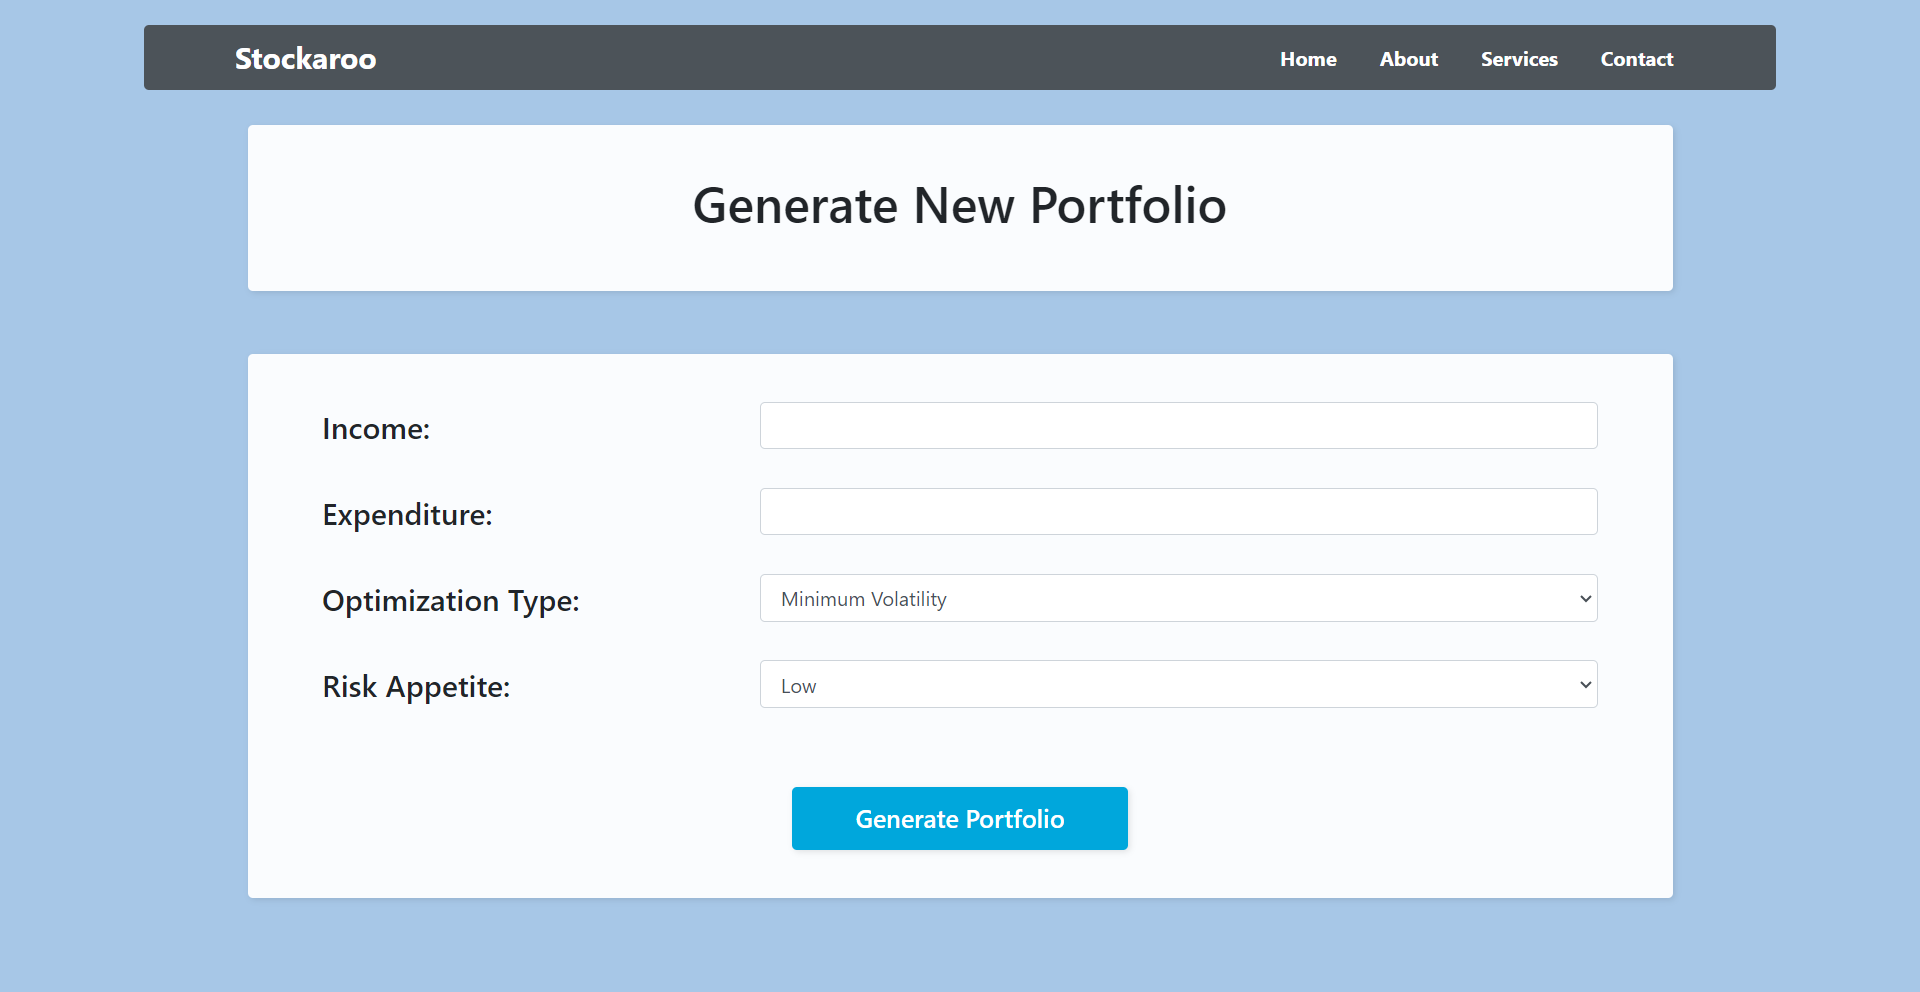 Stockaroo Home About Services Contact
Generate New Portfolio
Income:
Expenditure:
Optimization Type: Minimum Volatility
Risk Appetite: Low
Generate Portfolio